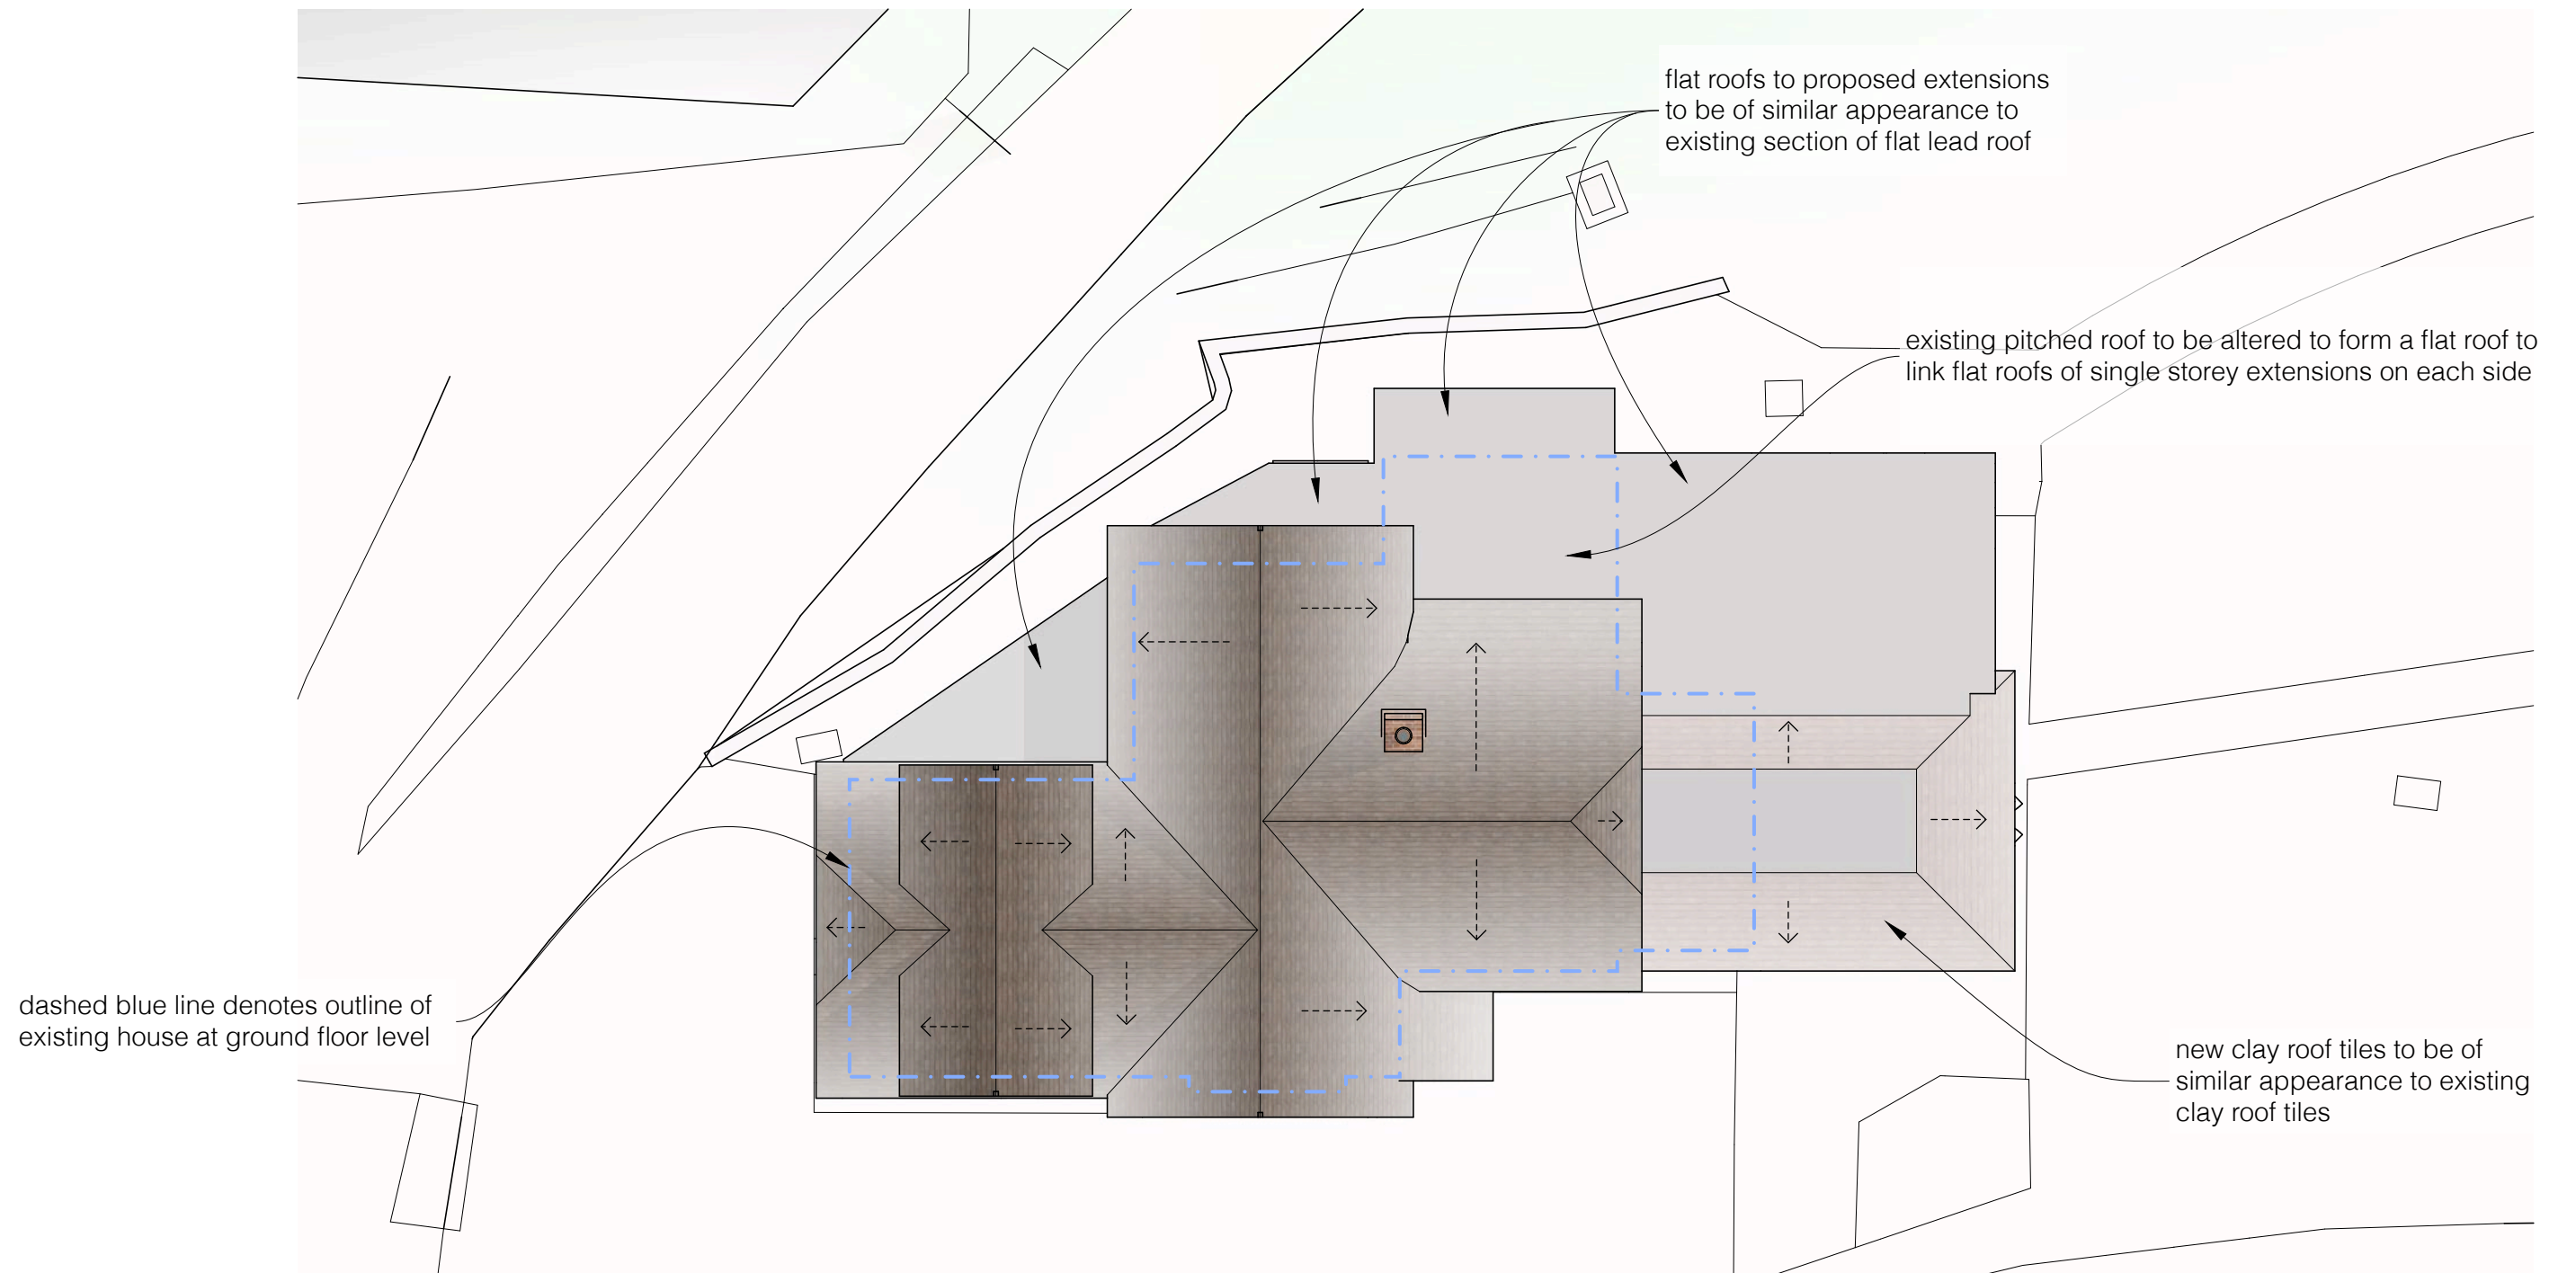 flat roofs to proposed extensions
to be of similar appearance to
existing section of flat lead roof
existing pitched roof to be altered to form a flat roof to
link flat roofs of single storey extensions on each side
dashed blue line denotes outline of
existing house at ground floor level
new clay roof tiles to be of
similar appearance to existing
clay roof tiles